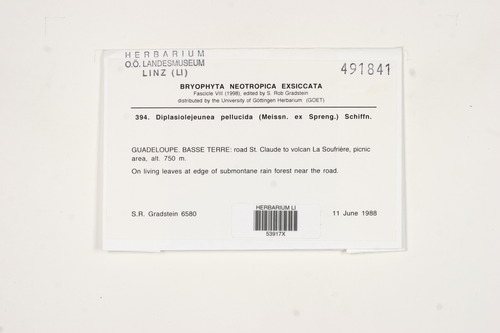 HERBARIUM
O.Ö. LANDESMUSEUM
LINZ (LI)
491841
BRYOPHYTA NEOTROPICA EXSICCATA
Fascicle VIII (1998), edited by S. Rob Gradstein
distributed by the University of Göttingen Herbarium (GOET)
394. Diplasiolejeunea pellucida (Meissn. ex Spreng.) Schiffn.
GUADELOUPE. BASSE TERRE: road St. Claude to volcan La Soufrière, picnic
area, alt. 750 m.
On living leaves at edge of submontane rain forest near the road.
S.R. Gradstein 6580
HERBARIUM LI
53917X
11 June 1988